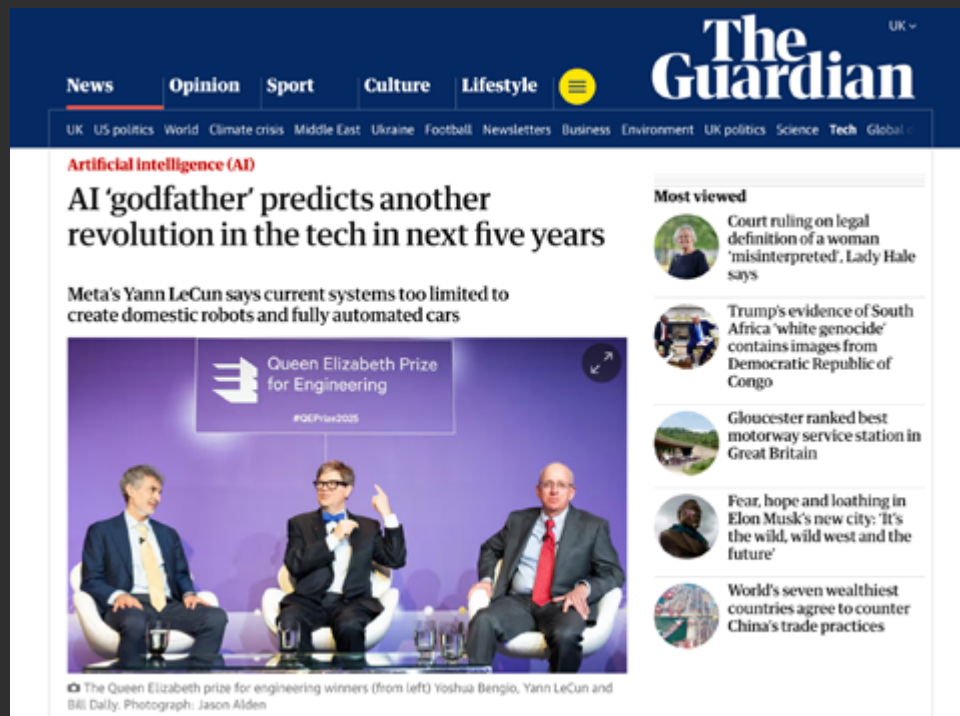 UK
The
Guardian
News Opinion Sport Culture Lifestyle
UK US politics World Climate crisis Middle East Ukraine Football Newsletters Business Environment UK politics Science Tech Global
Artificial intelligence (AI)
AI ‘godfather’ predicts another
revolution in the tech in next five years
Meta’s Yann LeCun says current systems too limited to
create domestic robots and fully automated cars
Queen Elizabeth Prize
for Engineering
#QEPrize2025
The Queen Elizabeth prize for engineering winners (from left) Yoshua Bengio, Yann LeCun and
Bill Dally. Photograph: Jason Alden
Most viewed
Court ruling on legal
definition of a woman
‘misinterpreted’, Lady Hale
says
Trump’s evidence of South
Africa ‘white genocide’
contains images from
Democratic Republic of
Congo
Gloucester ranked best
motorway service station in
Great Britain
Fear, hope and loathing in
Elon Musk’s new city: ‘It’s
the wild, wild west and the
future’
World’s seven wealthiest
countries agree to counter
China’s trade practices